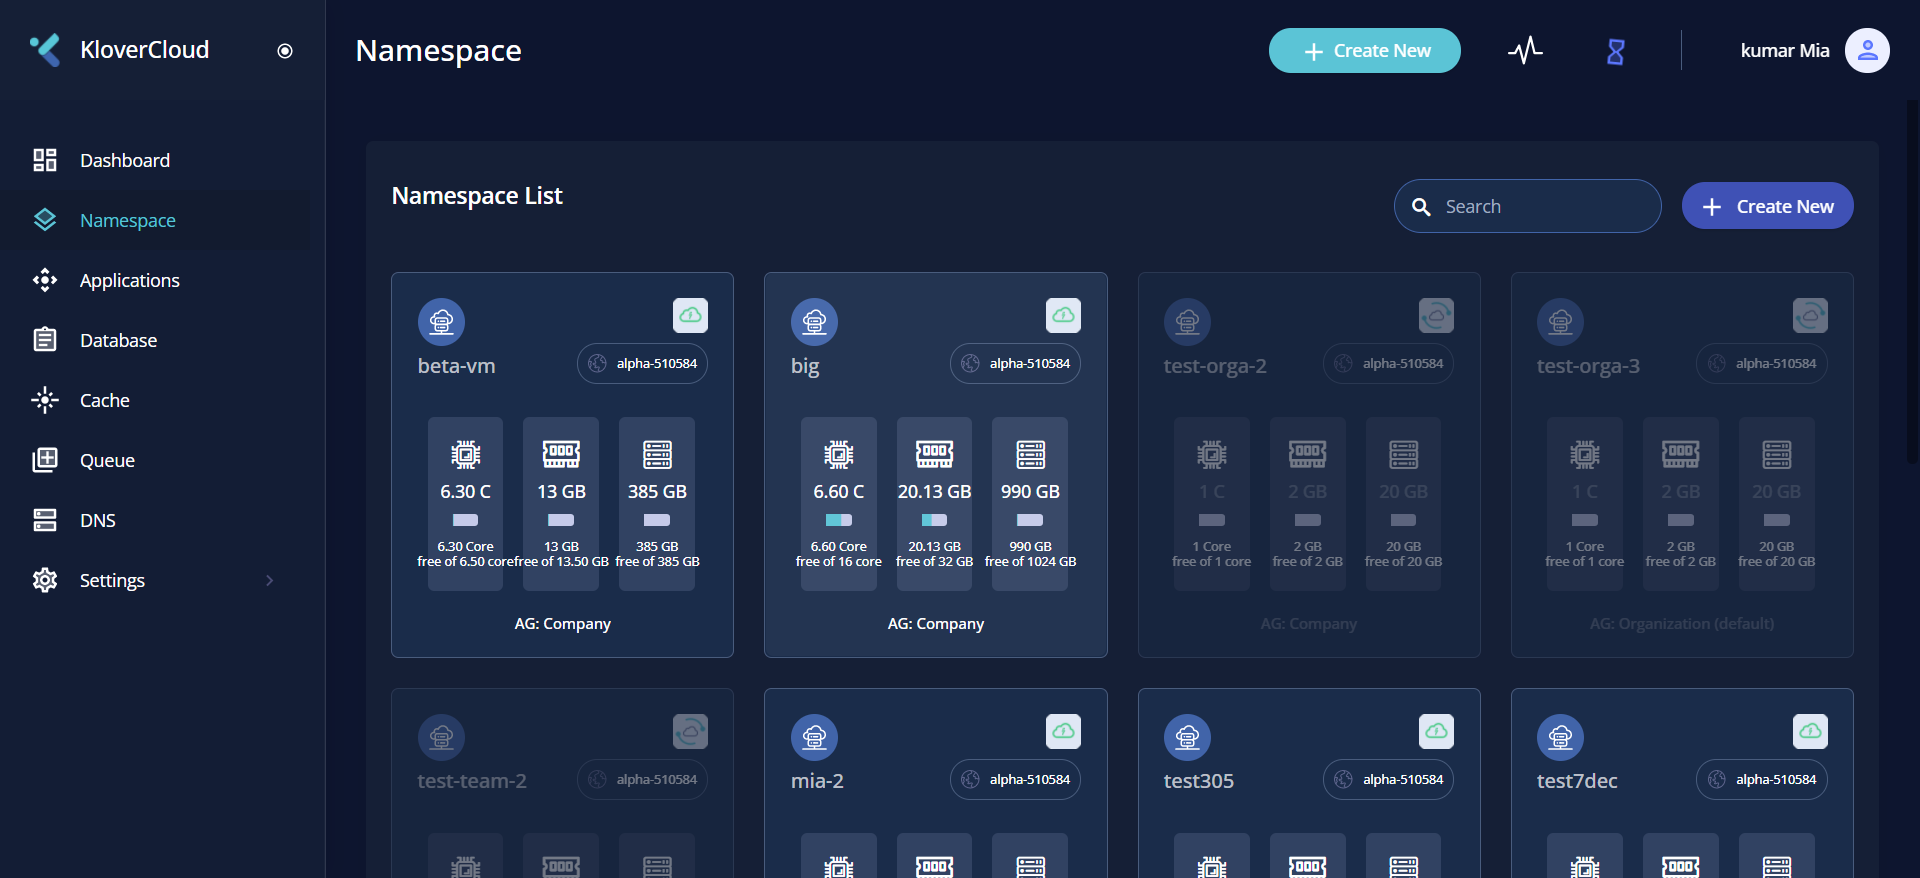 KloverCloud
Namespace
Create New
kumar Mia
Dashboard
Namespace
Applications
Database
Cache
Queue
DNS
Settings
Namespace List
Search
Create New
beta-vm
alpha-510584
6.30 C
13 GB
385 GB
6.30 Core
free of 6.50 core
13 GB
free of 13.50 GB
385 GB
free of 385 GB
AG: Company
big
alpha-510584
6.60 C
20.13 GB
990 GB
6.60 Core
free of 16 core
20.13 GB
free of 32 GB
990 GB
free of 1024 GB
AG: Company
test-orga-2
alpha-510584
1 C
2 GB
20 GB
1 Core
free of 1 core
2 GB
free of 2 GB
20 GB
free of 20 GB
AG: Company
test-orga-3
alpha-510584
1 C
2 GB
20 GB
1 Core
free of 1 core
2 GB
free of 2 GB
20 GB
free of 20 GB
AG: Organization (default)
test-team-2
alpha-510584
mia-2
alpha-510584
test305
alpha-510584
test7dec
alpha-510584